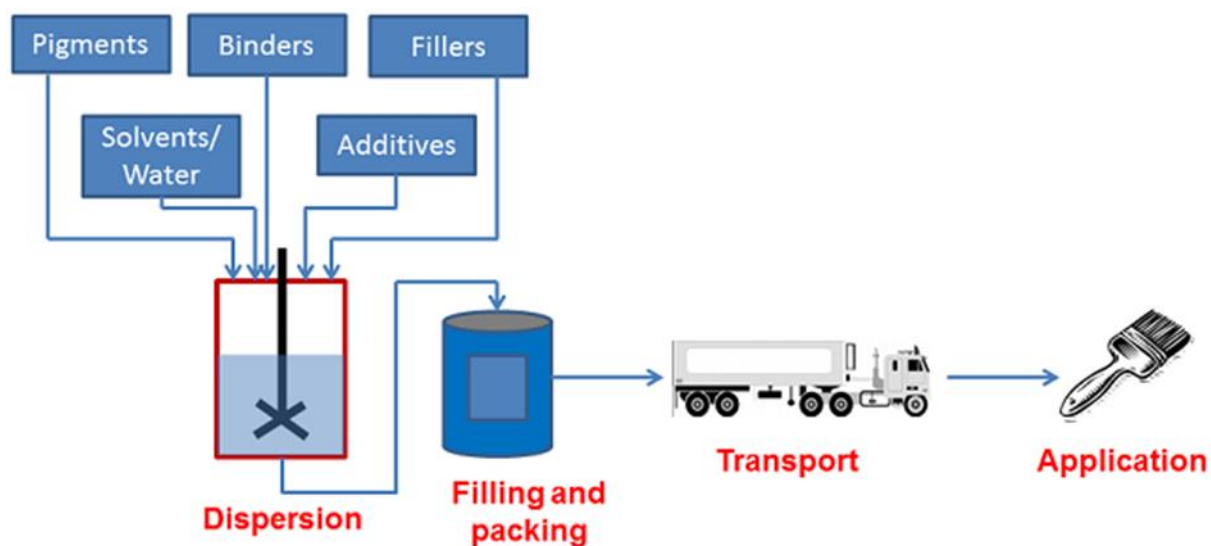 Pigments
Binders
Fillers
Solvents/
Water
Additives
Dispersion
Filling and
packing
Transport
Application